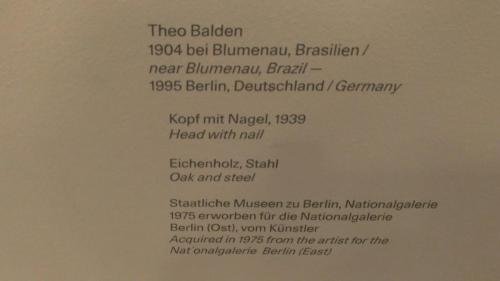 Theo Balden
1904 bei Blumenau, Brasilien /
near Blumenau, Brazil —
1995 Berlin, Deutschland / Germany
Kopf mit Nagel, 1939
Head with nail
Eichenholz, Stahl
Oak and steel
Staatliche Museen zu Berlin, Nationalgalerie
1975 erworben für die Nationalgalerie
Berlin (Ost), vom Künstler
Acquired in 1975 from the artist for the
Nat onalgalerie Berlin (East)